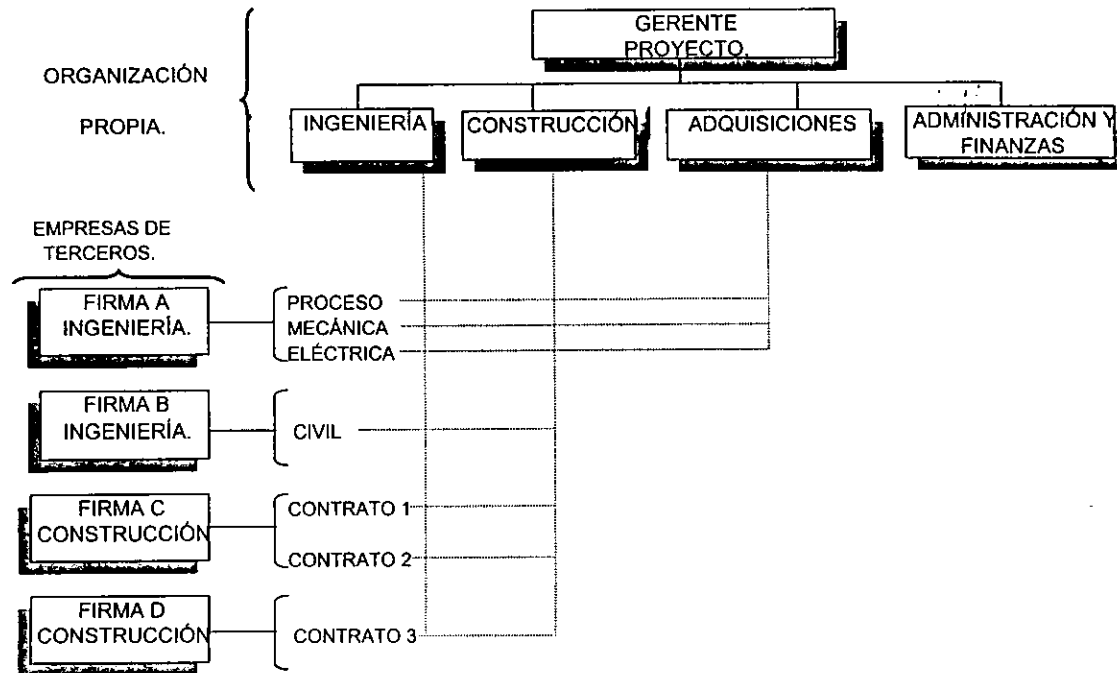 GERENTE
PROYECTO.
ORGANIZACIÓN
PROPIA.
INGENIERÍA
CONSTRUCCIÓN
ADQUISICIONES
ADMINISTRACIÓN Y
FINANZAS
EMPRESAS DE
TERCEROS.
FIRMA A
INGENIERÍA.
PROCESO
MECÁNICA
ELÉCTRICA
FIRMA B
INGENIERÍA.
CIVIL
FIRMA C
CONSTRUCCIÓN
CONTRATO 1
CONTRATO 2
FIRMA D
CONSTRUCCIÓN
CONTRATO 3